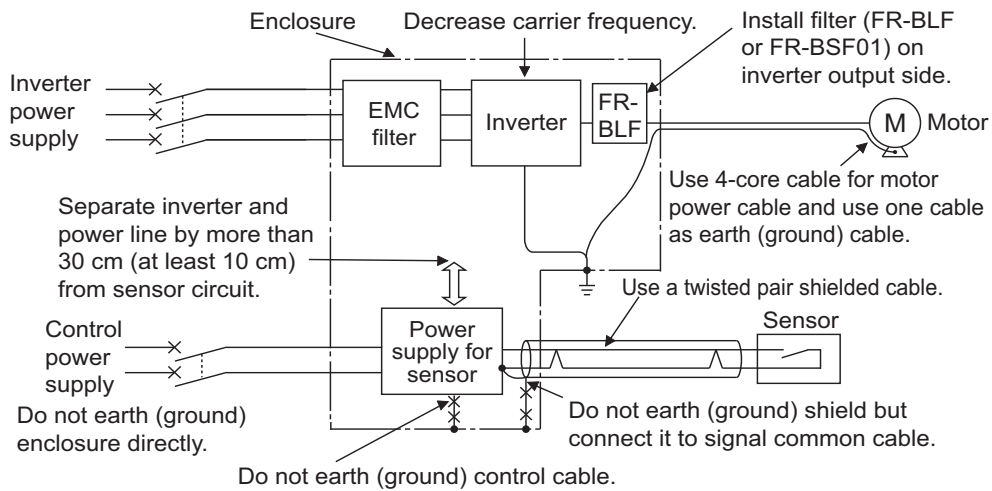 Enclosure
Decrease carrier frequency.
Install filter (FR-BLF
or FR-BSF01) on
inverter output side.
Inverter
power
supply
EMC
filter
Inverter
FR-
BLF
M
Motor
Use 4-core cable for motor
power cable and use one cable
as earth (ground) cable.
Separate inverter and
power line by more than
30 cm (at least 10 cm)
from sensor circuit.
Use a twisted pair shielded cable.
Control
power
supply
Power
supply for
sensor
Sensor
Do not earth (ground)
enclosure directly.
Do not earth (ground) shield but
connect it to signal common cable.
Do not earth (ground) control cable.